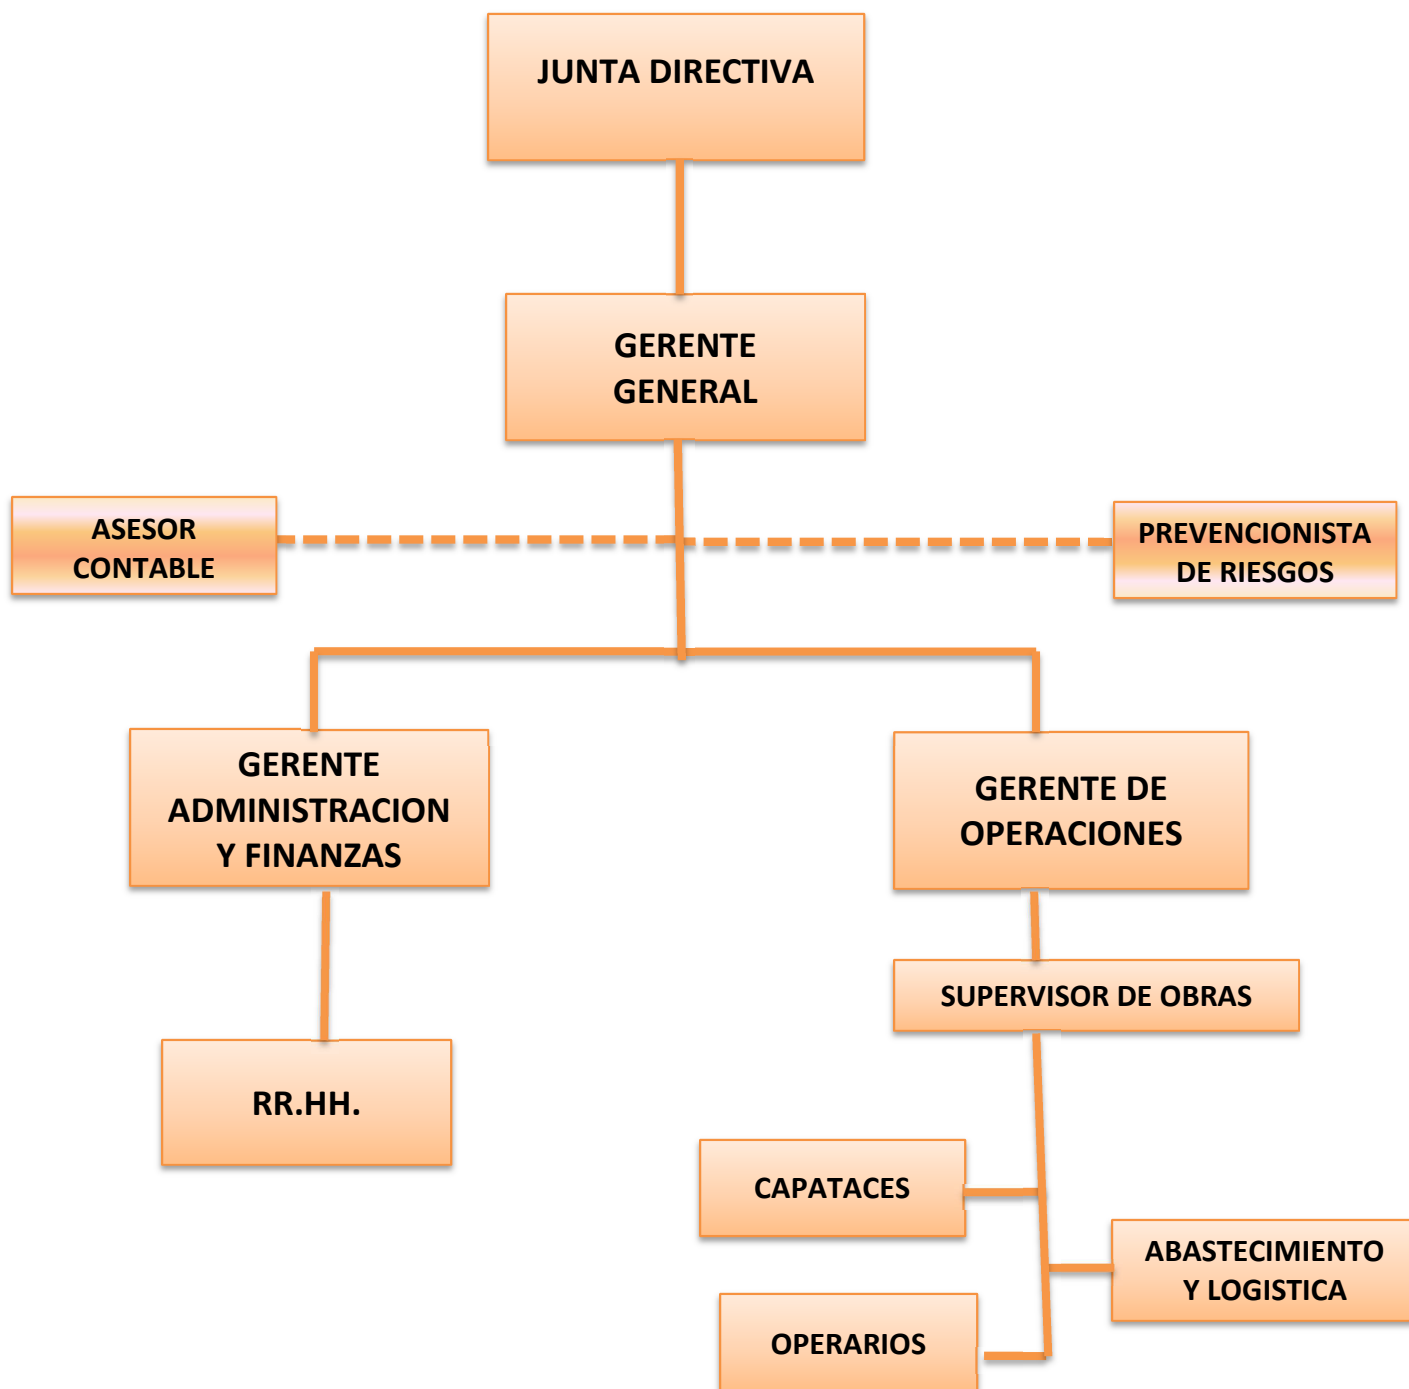 JUNTA DIRECTIVA
GERENTE
GENERAL
ASESOR
CONTABLE
PREVENCIONISTA
DE RIESGOS
GERENTE
ADMINISTRACION
Y FINANZAS
GERENTE DE
OPERACIONES
SUPERVISOR DE OBRAS
RR.HH.
CAPATACES
ABASTECIMIENTO
Y LOGISTICA
OPERARIOS